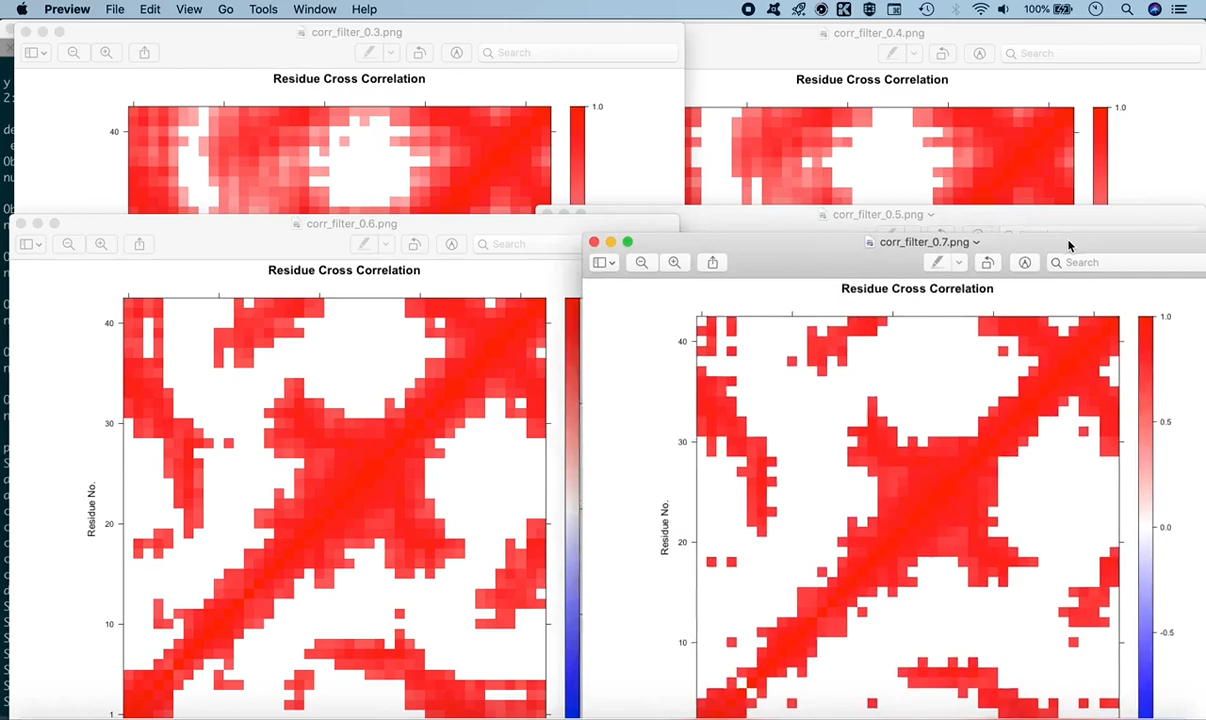 Preview File Edit View Go Tools Window Help 100%
corr_filter_0.3.png
Search
Residue Cross Correlation
1.0
40
corr_filter_0.4.png
Search
Residue Cross Correlation
1.0
corr_filter_0.5.png
corr_filter_0.6.png
Search
Residue Cross Correlation
40
30
20
10
1
Residue No.
corr_filter_0.7.png
Search
Residue Cross Correlation
40
30
20
10
Residue No.
1.0
0.5
0.0
-0.5